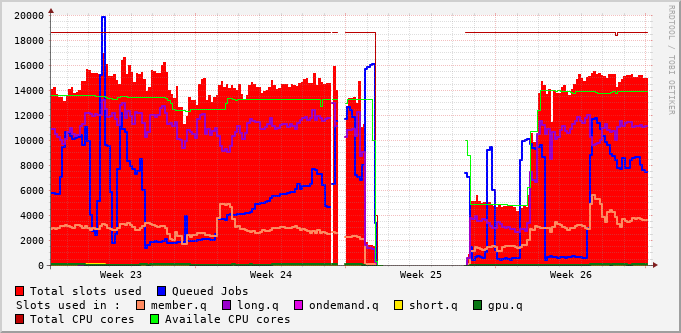 20000
18000
16000
14000
12000
10000
8000
6000
4000
2000
0
Week 23 Week 24 Week 25 Week 26
Total slots used Queued Jobs
Slots used in : member.q long.q ondemand.q short.q gpu.q
Total CPU cores Availale CPU cores
RRDTOOL / TOBI OETIKER